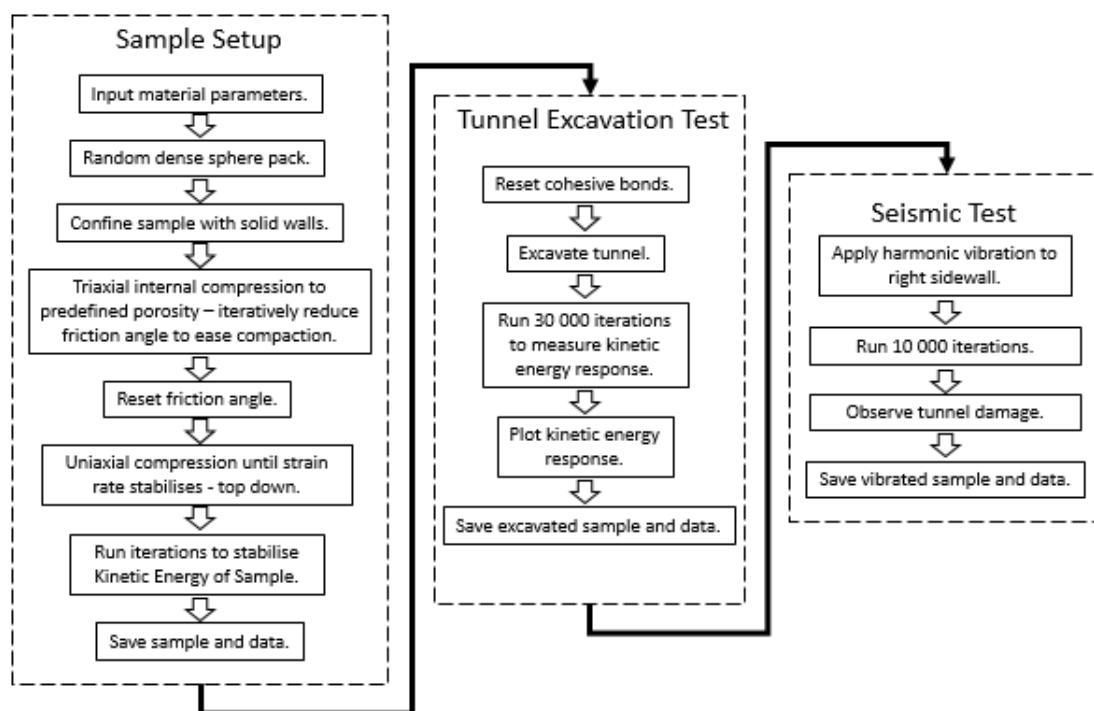 Sample Setup
Input material parameters.
Random dense sphere pack.
Confine sample with solid walls.
Triaxial internal compression to
predefined porosity – iteratively reduce
friction angle to ease compaction.
Reset friction angle.
Uniaxial compression until strain
rate stabilises - top down.
Run iterations to stabilise
Kinetic Energy of Sample.
Save sample and data.
Tunnel Excavation Test
Reset cohesive bonds.
Excavate tunnel.
Run 30 000 iterations
to measure kinetic
energy response.
Plot kinetic energy
response.
Save excavated sample and data.
Seismic Test
Apply harmonic vibration to
right sidewall.
Run 10 000 iterations.
Observe tunnel damage.
Save vibrated sample and data.